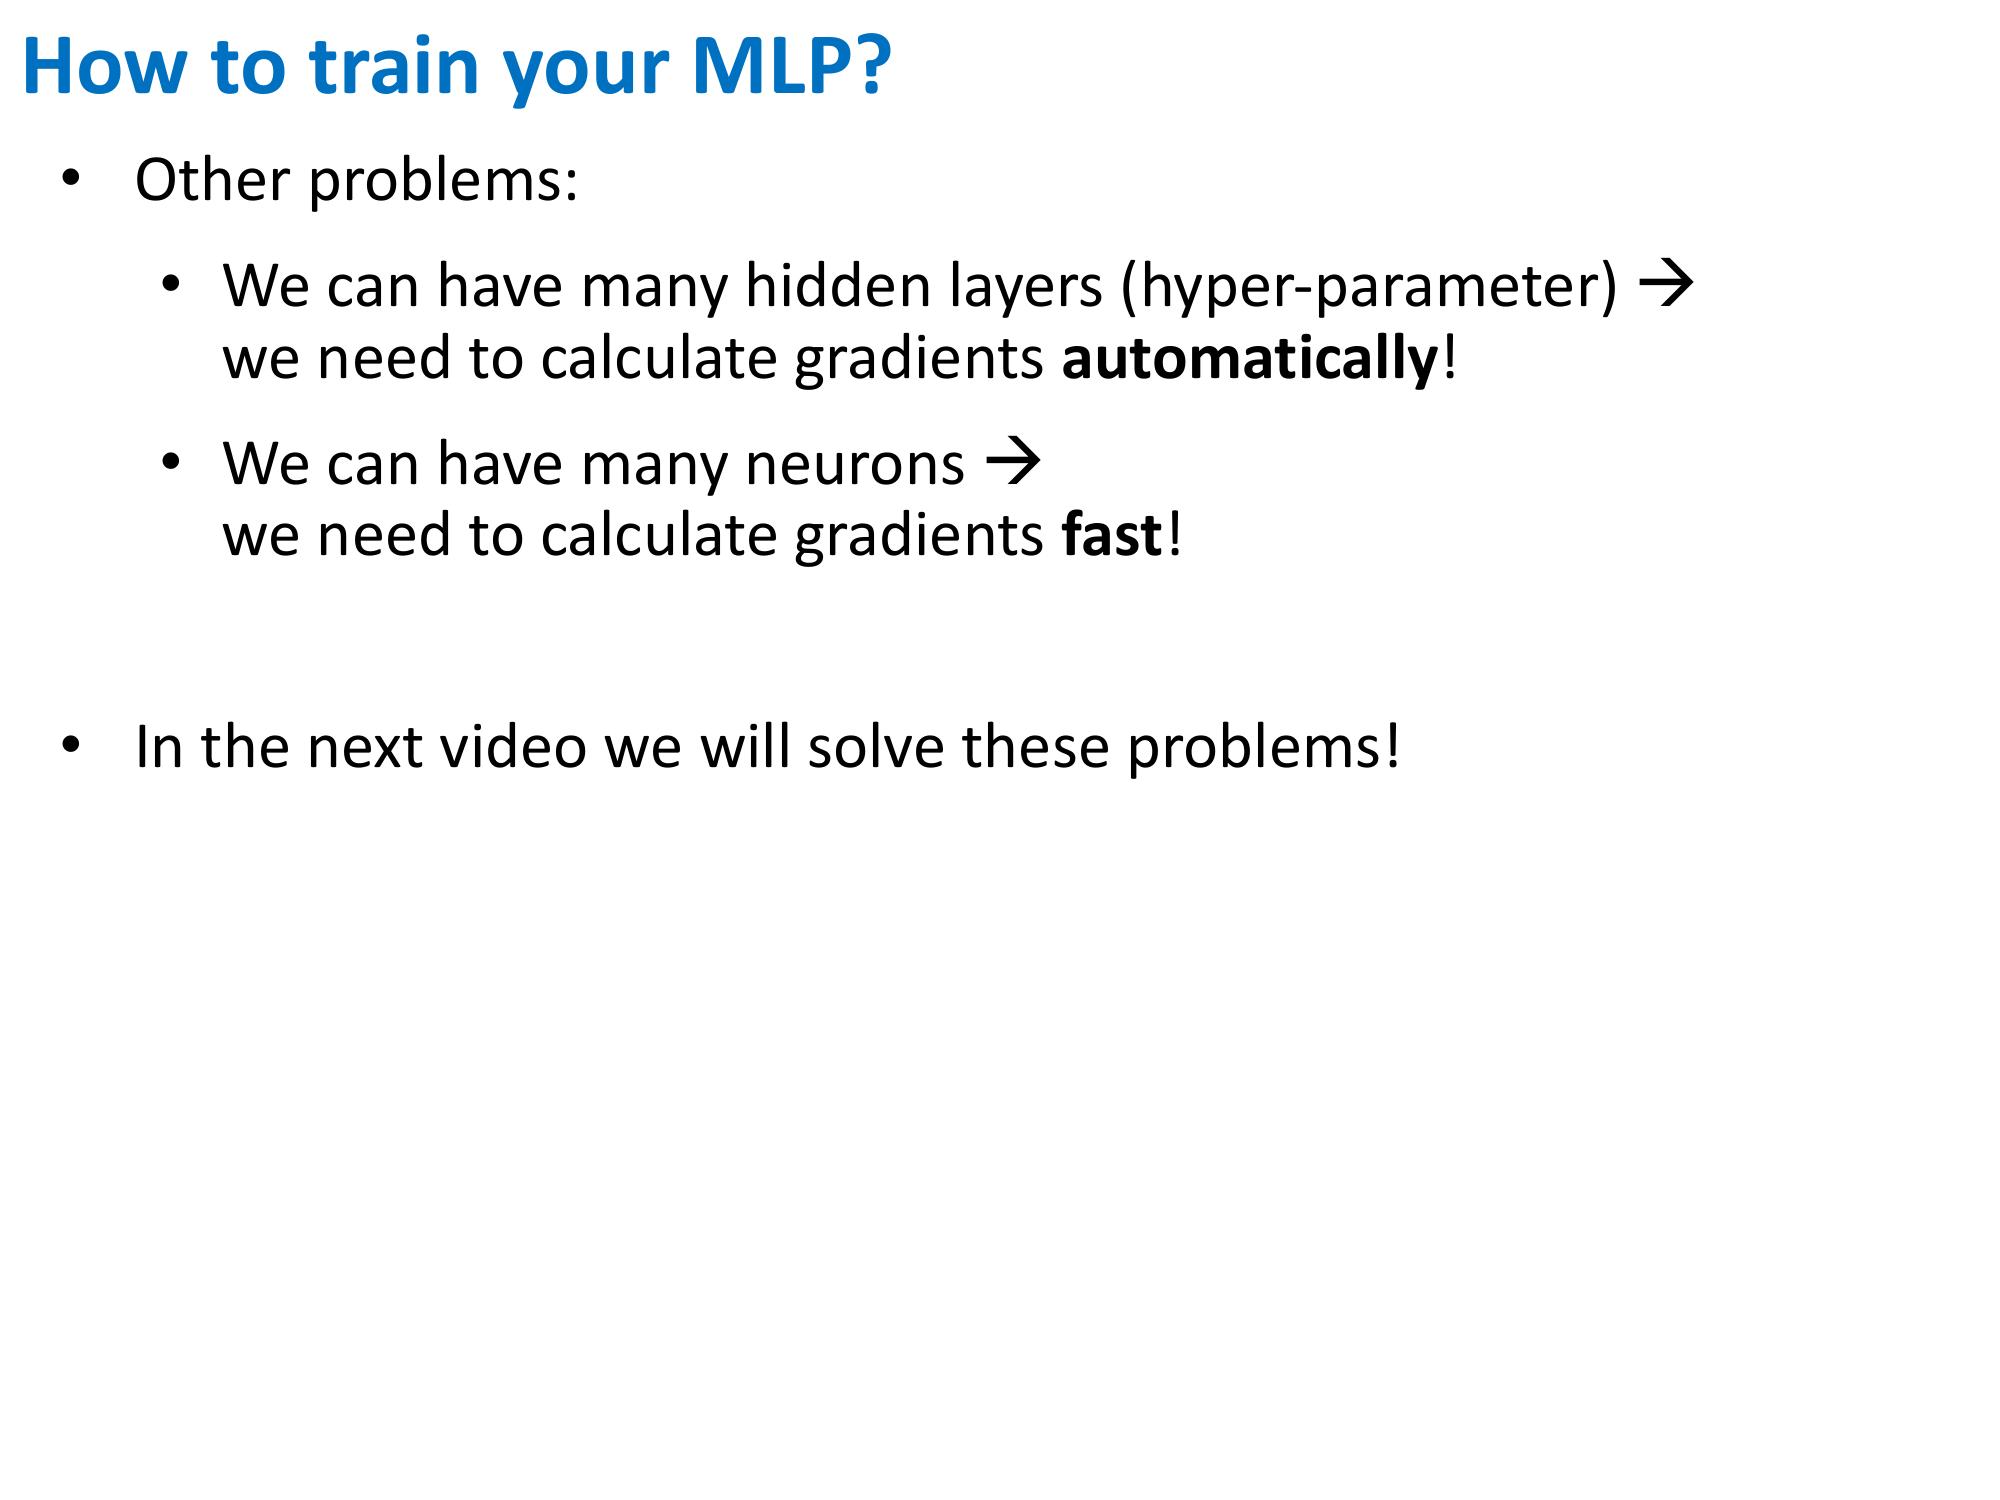 How to train your MLP?
• Other problems:
• We can have many hidden layers (hyper-parameter) →
we need to calculate gradients automatically!
• We can have many neurons →
we need to calculate gradients fast!
• In the next video we will solve these problems!